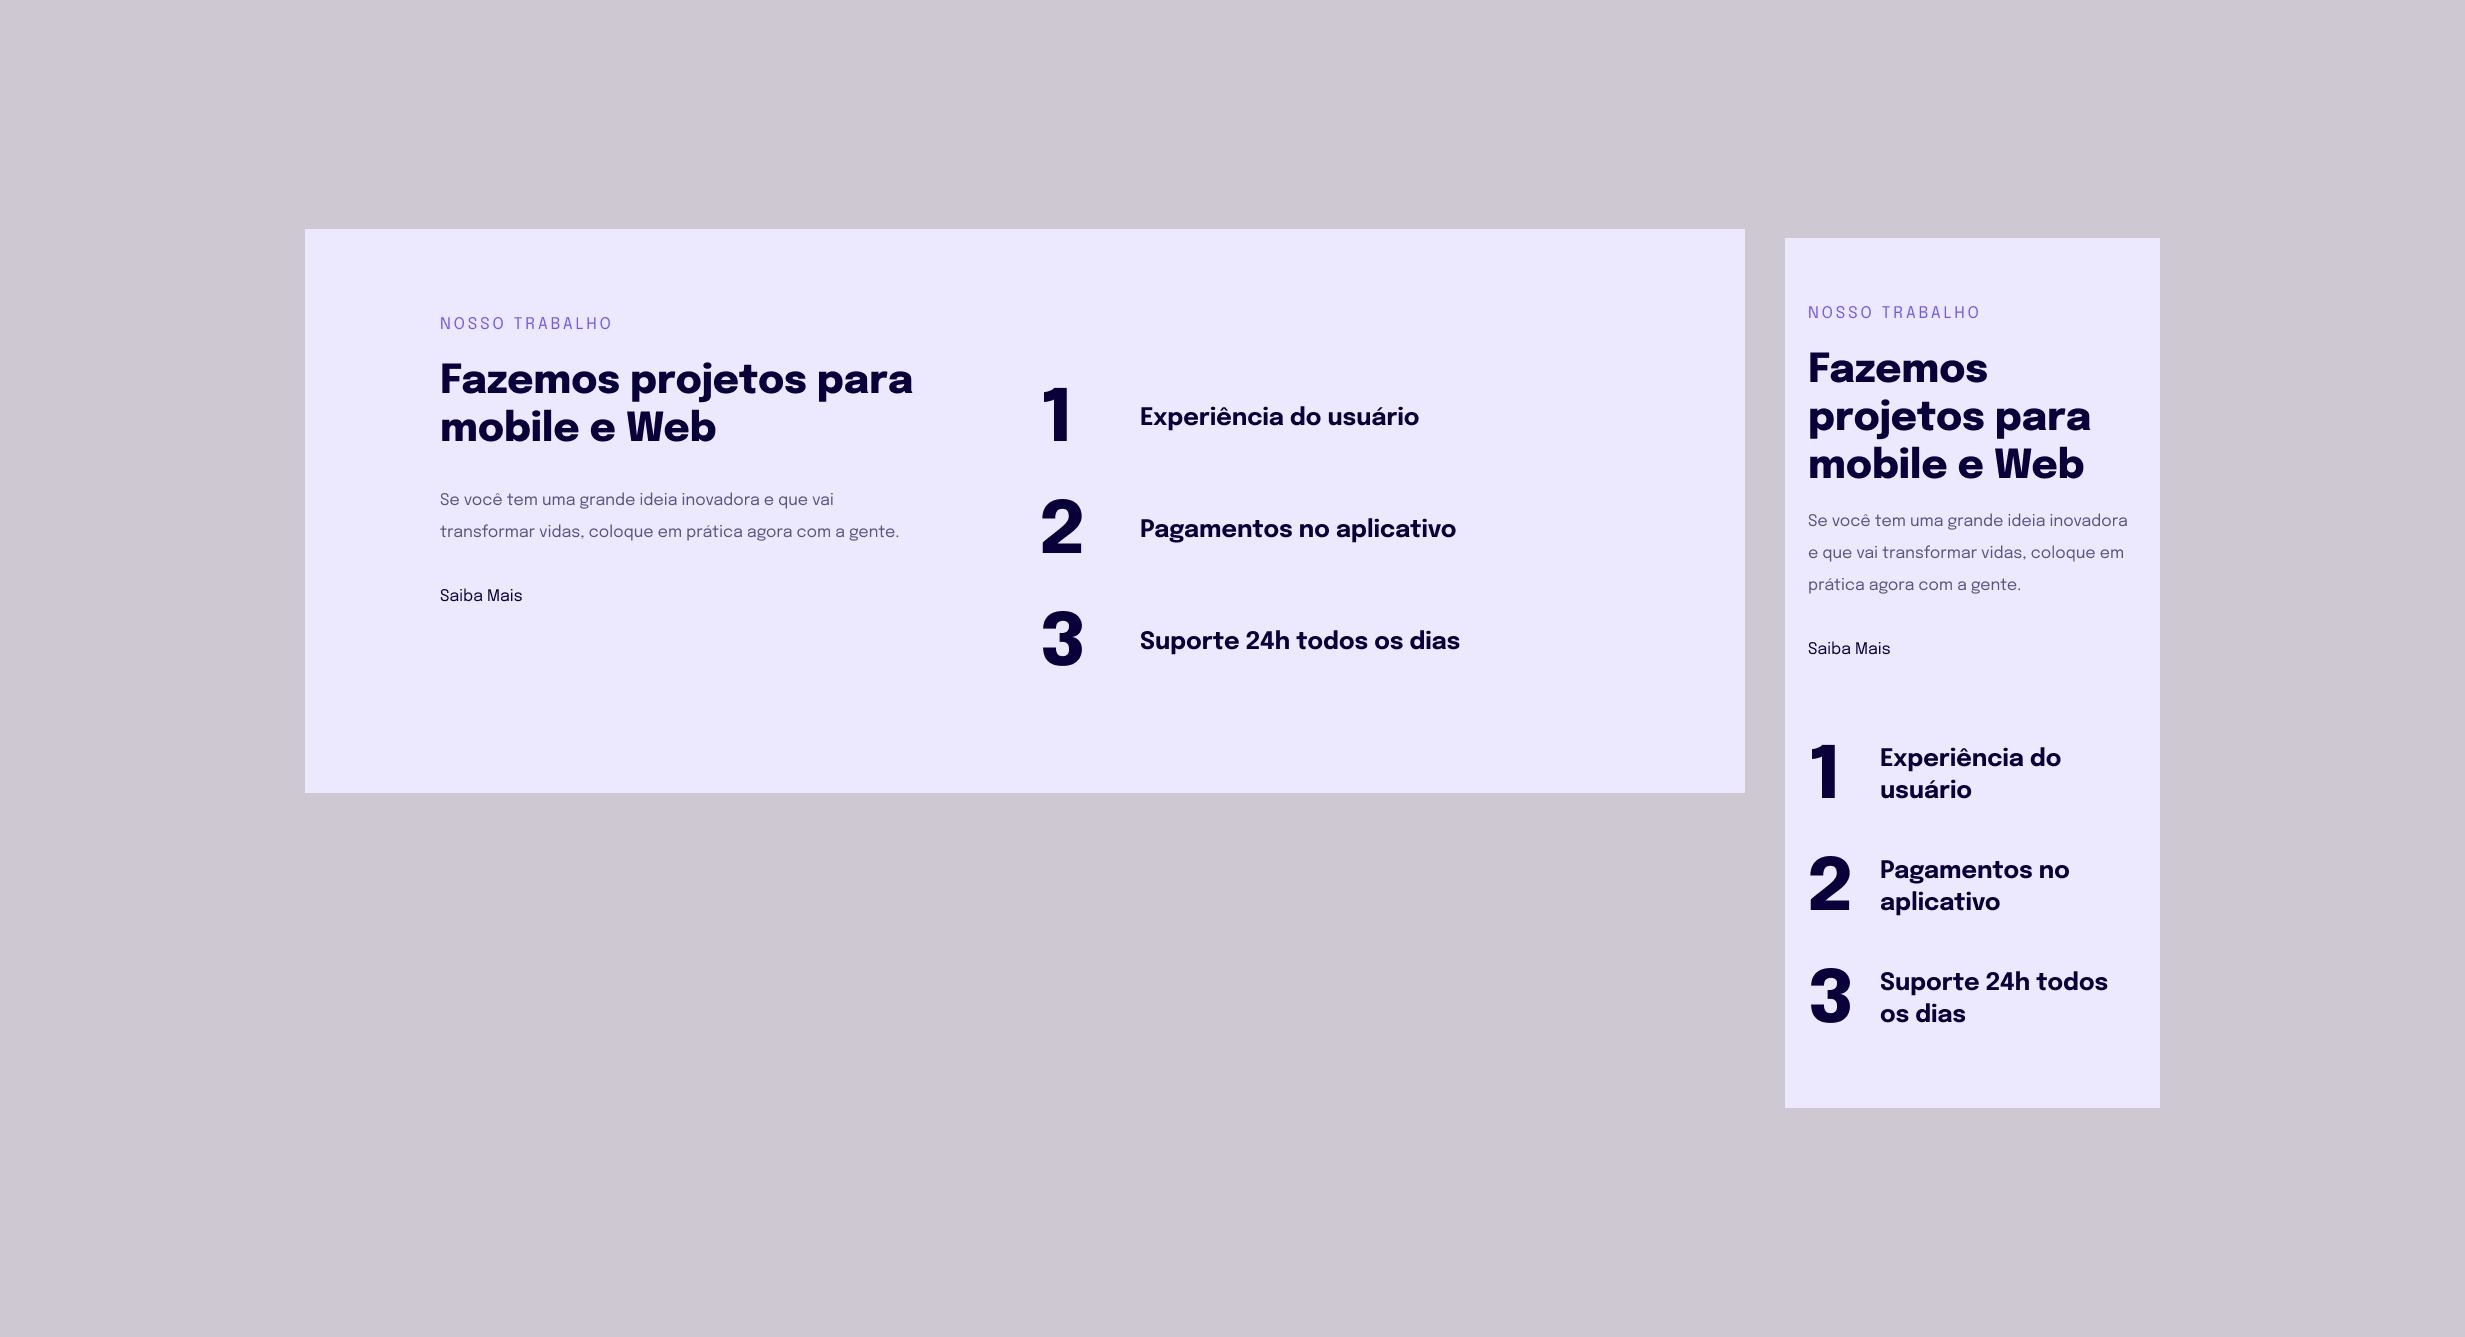 NOSSO TRABALHO
Fazemos projetos para
mobile e Web
Se você tem uma grande ideia inovadora e que vai
transformar vidas, coloque em prática agora com a gente.
Saiba Mais
1 Experiência do usuário
2 Pagamentos no aplicativo
3 Suporte 24h todos os dias
NOSSO TRABALHO
Fazemos
projetos para
mobile e Web
Se você tem uma grande ideia inovadora
e que vai transformar vidas, coloque em
prática agora com a gente.
Saiba Mais
1 Experiência do
usuário
2 Pagamentos no
aplicativo
3 Suporte 24h todos
os dias